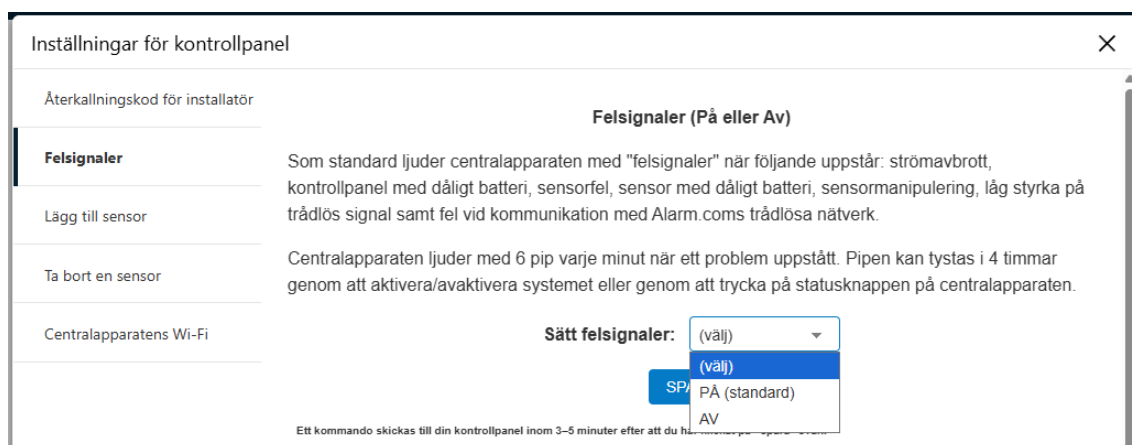 Inställningar för kontrollpanel
Återkallningskod för installatör
Felsignaler
Lägg till sensor
Ta bort en sensor
Centralapparatens Wi-Fi
Felsignaler (På eller Av)
Som standard ljuder centralapparaten med "felsignaler" när följande uppstår: strömavbrott,
kontrollpanel med dåligt batteri, sensorfel, sensor med dåligt batteri, sensormanipulering, låg styrka på
trådlös signal samt fel vid kommunikation med Alarm.coms trådlösa nätverk.
Centralapparaten ljuder med 6 pip varje minut när ett problem uppstått. Pipen kan tystas i 4 timmar
genom att aktivera/avaktivera systemet eller genom att trycka på statusknappen på centralapparaten.
Sätt felsignaler: (välj)
(välj)
PÅ (standard)
AV
Ett kommando skickas till din kontrollpanel inom 3–5 minuter efter att du